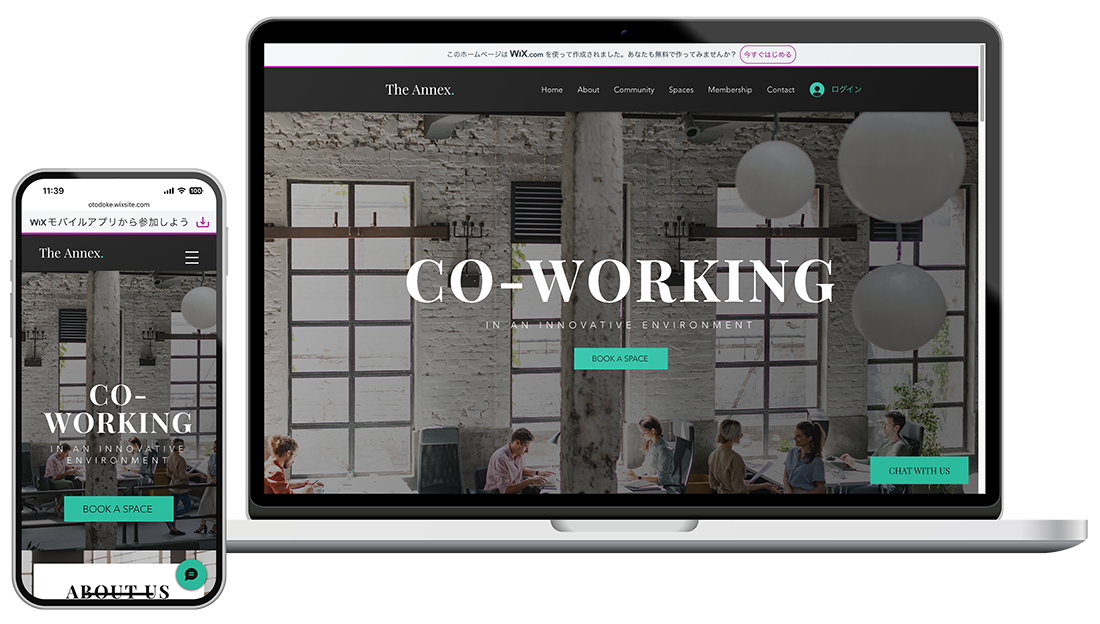 このホームページは WiX.com を使って作成されました。あなたも無料で作ってみませんか？ 今すぐはじめる
The Annex. Home About Community Spaces Membership Contact ログイン
CO-WORKING
IN AN INNOVATIVE ENVIRONMENT
BOOK A SPACE
CHAT WITH US
11:39 100
otodoke.wixsite.com
WiX モバイルアプリから参加しよう
The Annex.
CO-
WORKING
IN AN INNOVATIVE
ENVIRONMENT
BOOK A SPACE
ABOUT US